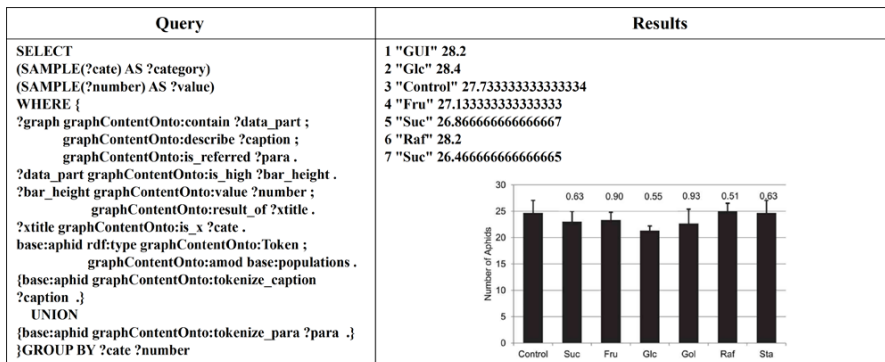 Query
Results
SELECT
(SAMPLE(?cate) AS ?category)
(SAMPLE(?number) AS ?value)
WHERE {
?graph graphContentOnto:contain ?data_part ;
graphContentOnto:describe ?caption ;
graphContentOnto:is_referred ?para .
?data_part graphContentOnto:is_high ?bar_height .
?bar_height graphContentOnto:value ?number ;
graphContentOnto:result_of ?xtitle .
?xtitle graphContentOnto:is_x ?cate .
base:aphid rdf:type graphContentOnto:Token ;
graphContentOnto:amod base:populations .
{base:aphid graphContentOnto:tokenize_caption
?caption .}
UNION
{base:aphid graphContentOnto:tokenize_para ?para .}
}GROUP BY ?cate ?number
1 "GUI" 28.2
2 "Glc" 28.4
3 "Control" 27.733333333333334
4 "Fru" 27.133333333333333
5 "Suc" 26.866666666666667
6 "Raf" 28.2
7 "Suc" 26.466666666666665
Number of Aphids
30
25
20
15
10
5
0
0.63 0.90 0.55 0.93 0.51 0.63
Control Suc Fru Glc Gol Raf Sta